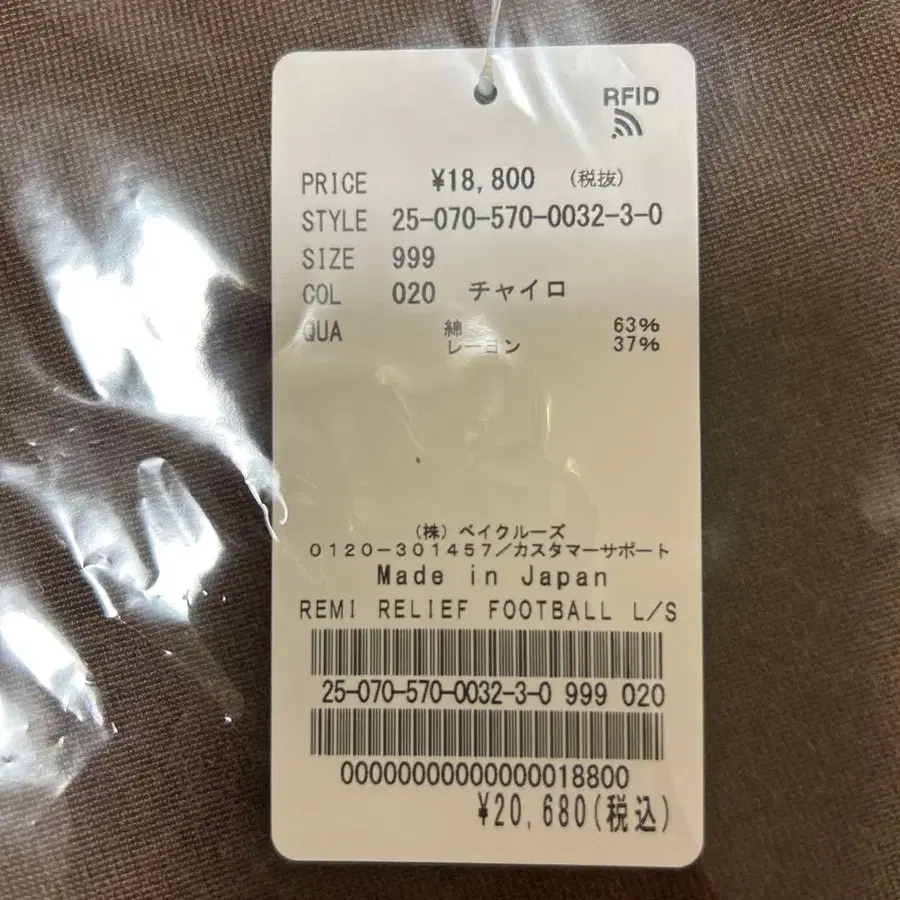 RFID
PRICE ¥18,800 (税抜)
STYLE 25-070-570-0032-3-0
SIZE 999
COL 020 チャイロ
QUA 綿 63%
レーヨン 37%
(株) ベイクルーズ
0120-301457/カスタマーサポート
Made in Japan
REMI RELIEF FOOTBALL L/S
25-070-570-0032-3-0 999 020
00000000000000018800
¥20,680(税込)